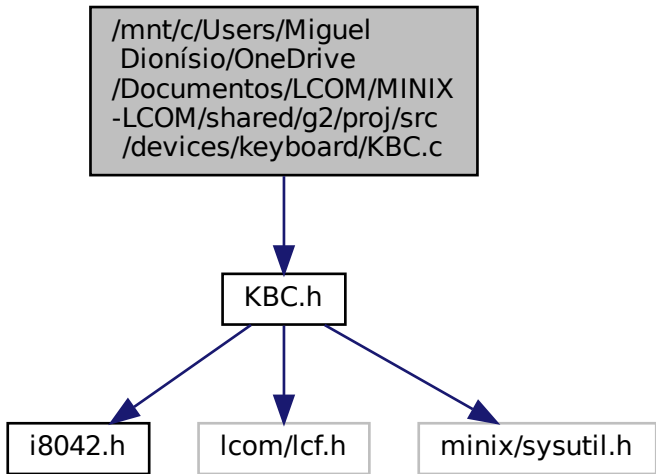 /mnt/c/Users/Miguel
Dionísio/OneDrive
/Documentos/LCOM/MINIX
-LCOM/shared/g2/proj/src
/devices/keyboard/KBC.c
KBC.h
i8042.h
lcom/lcf.h
minix/sysutil.h